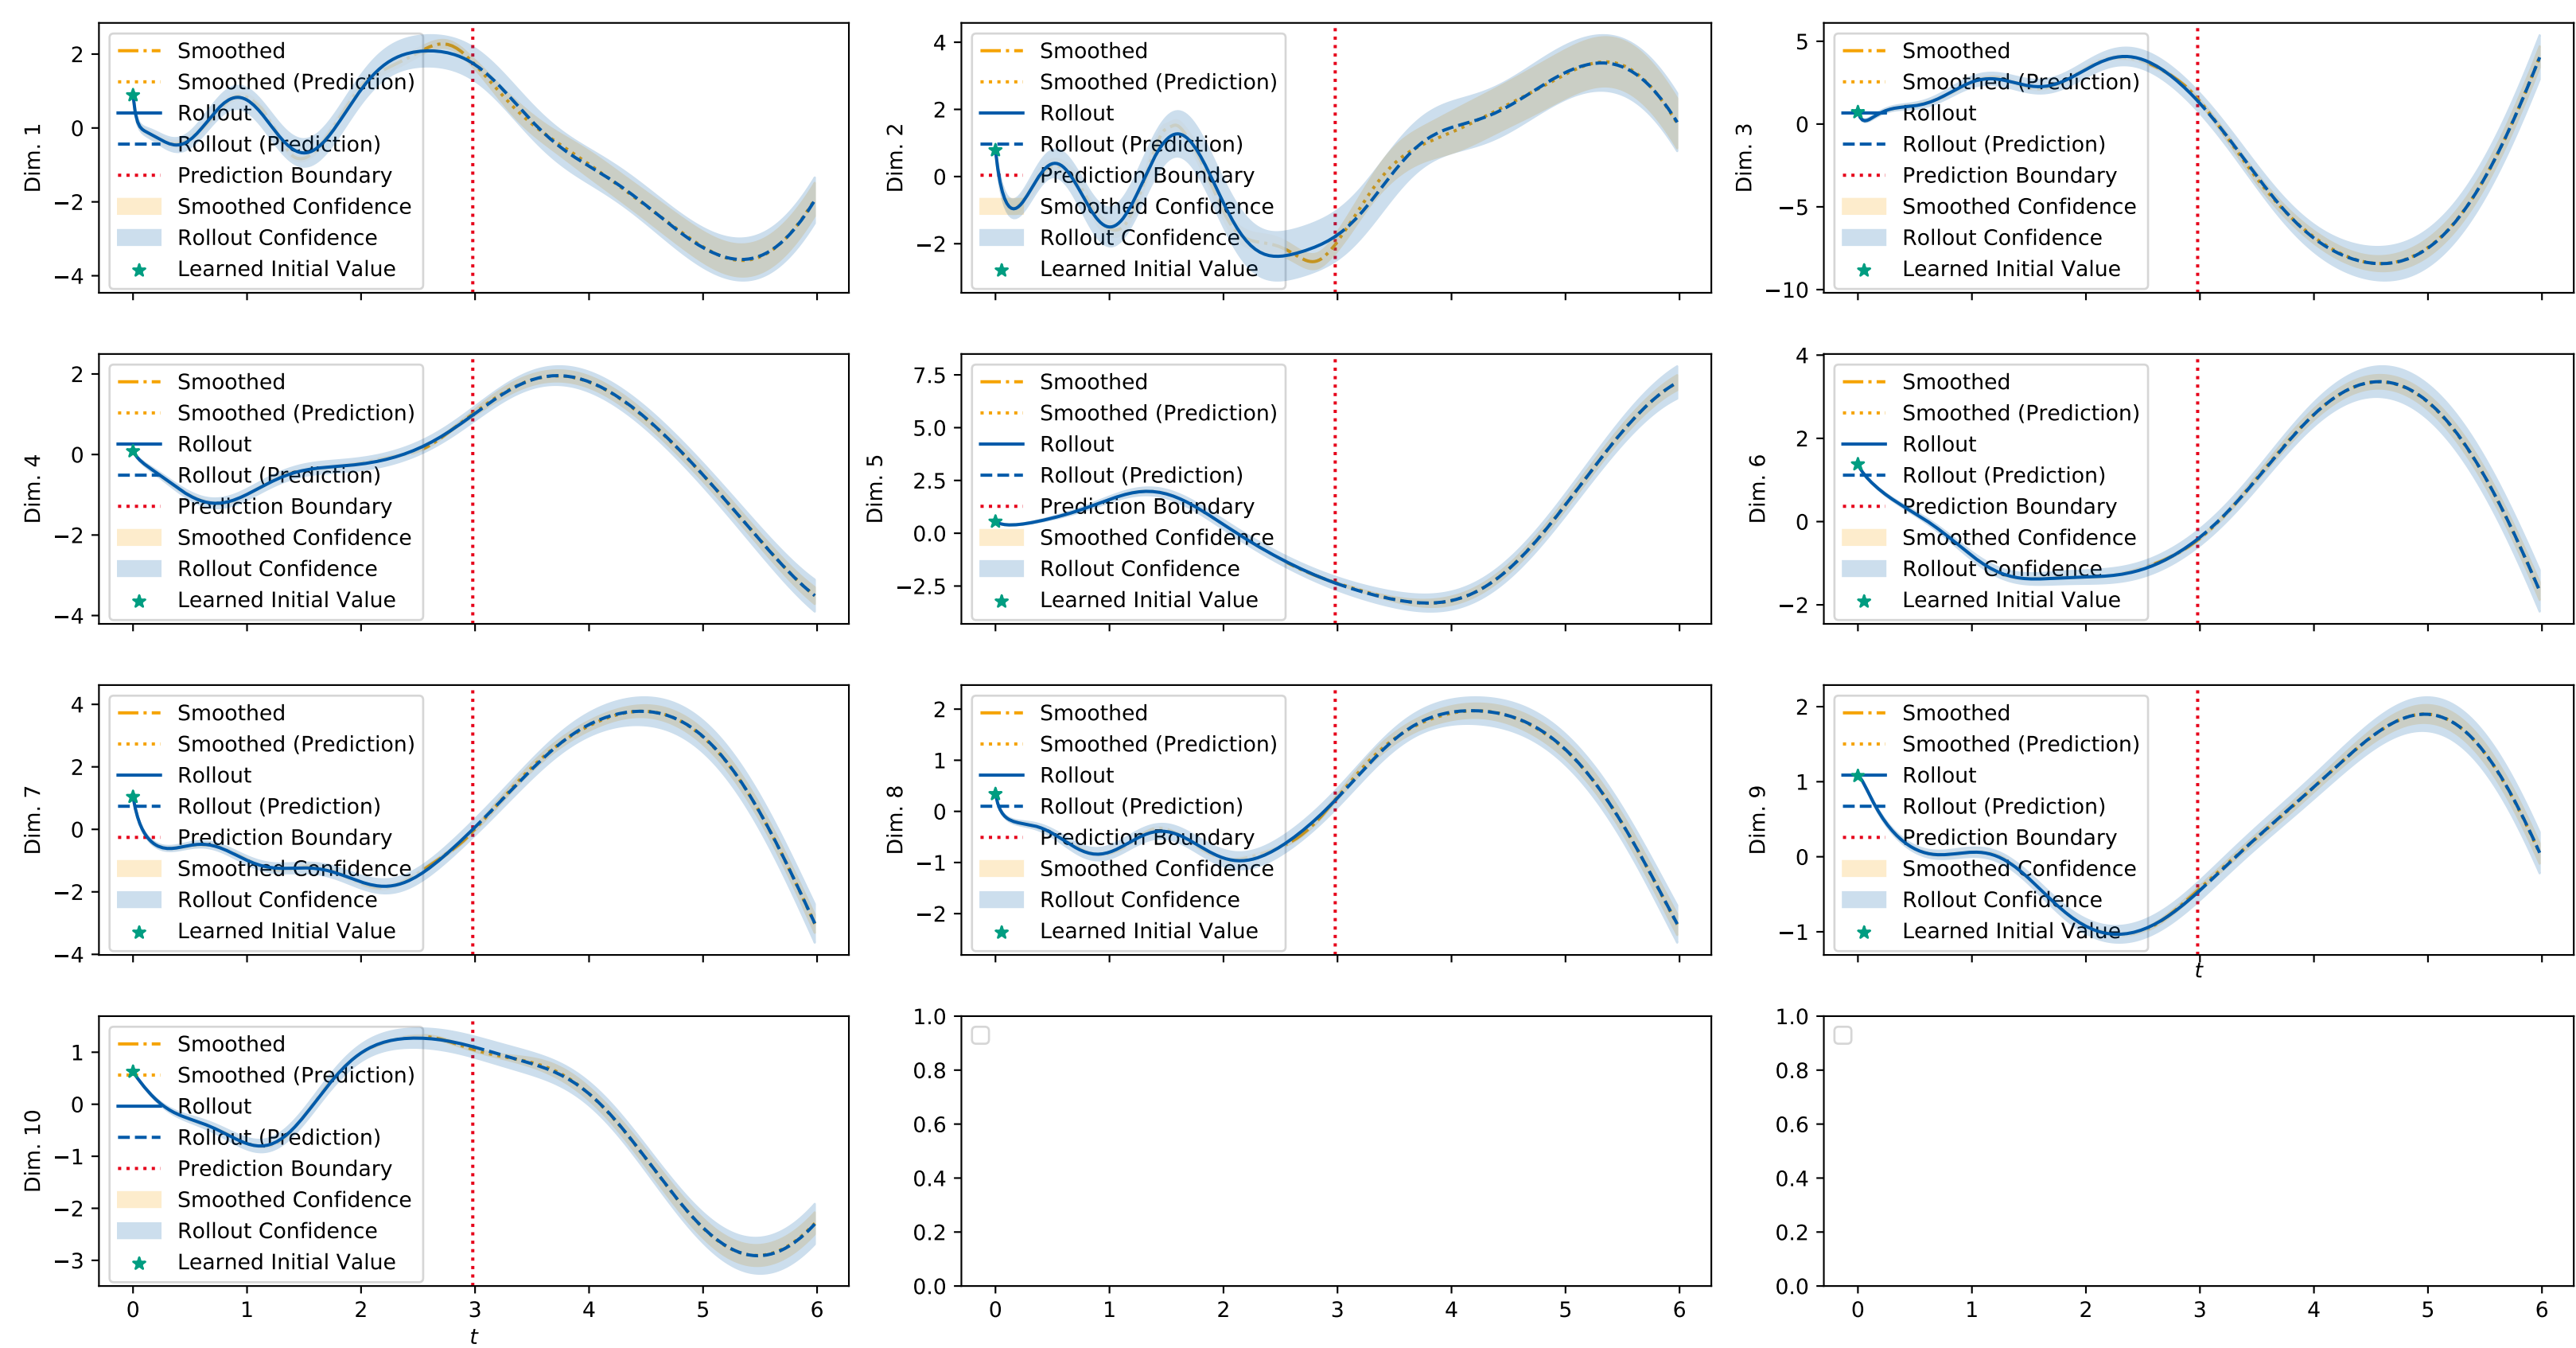 Dim. 1
2
0
−2
−4
Smoothed
Smoothed (Prediction)
Rollout
Rollout (Prediction)
Prediction Boundary
Smoothed Confidence
Rollout Confidence
Learned Initial Value
Dim. 2
4
2
0
−2
Smoothed
Smoothed (Prediction)
Rollout
Rollout (Prediction)
Prediction Boundary
Smoothed Confidence
Rollout Confidence
Learned Initial Value
Dim. 3
5
0
−5
−10
Smoothed
Smoothed (Prediction)
Rollout
Rollout (Prediction)
Prediction Boundary
Smoothed Confidence
Rollout Confidence
Learned Initial Value
Dim. 4
2
0
−2
−4
Smoothed
Smoothed (Prediction)
Rollout
Rollout (Prediction)
Prediction Boundary
Smoothed Confidence
Rollout Confidence
Learned Initial Value
Dim. 5
7.5
5.0
2.5
0.0
−2.5
Smoothed
Smoothed (Prediction)
Rollout
Rollout (Prediction)
Prediction Boundary
Smoothed Confidence
Rollout Confidence
Learned Initial Value
Dim. 6
4
2
0
−2
Smoothed
Smoothed (Prediction)
Rollout
Rollout (Prediction)
Prediction Boundary
Smoothed Confidence
Rollout Confidence
Learned Initial Value
Dim. 7
4
2
0
−2
−4
Smoothed
Smoothed (Prediction)
Rollout
Rollout (Prediction)
Prediction Boundary
Smoothed Confidence
Rollout Confidence
Learned Initial Value
Dim. 8
2
1
0
−1
−2
Smoothed
Smoothed (Prediction)
Rollout
Rollout (Prediction)
Prediction Boundary
Smoothed Confidence
Rollout Confidence
Learned Initial Value
Dim. 9
2
1
0
−1
Smoothed
Smoothed (Prediction)
Rollout
Rollout (Prediction)
Prediction Boundary
Smoothed Confidence
Rollout Confidence
Learned Initial Value
t
Dim. 10
1
0
−1
−2
−3
Smoothed
Smoothed (Prediction)
Rollout
Rollout (Prediction)
Prediction Boundary
Smoothed Confidence
Rollout Confidence
Learned Initial Value
0 1 2 3 4 5 6
t
1.0
0.8
0.6
0.4
0.2
0.0
0 1 2 3 4 5 6
1.0
0.8
0.6
0.4
0.2
0.0
0 1 2 3 4 5 6